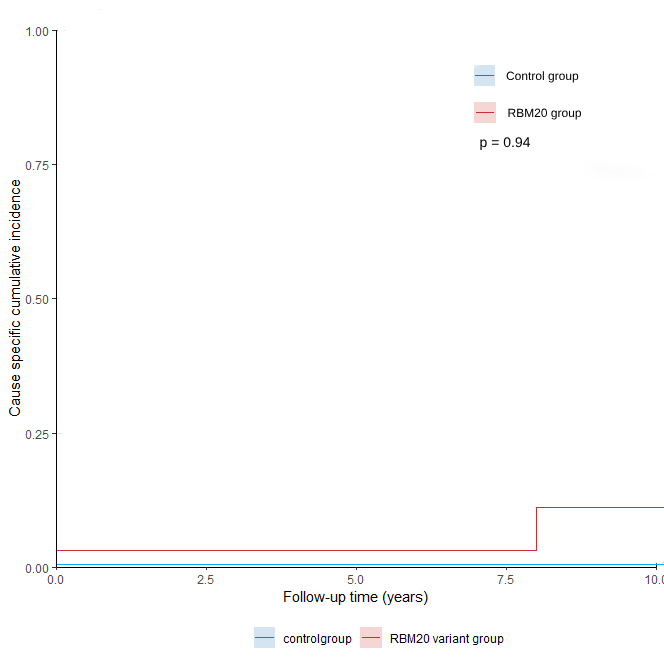 1.00
Control group
RBM20 group
p = 0.94
0.75
Cause specific cumulative incidence
0.50
0.25
0.00
0.0 2.5 5.0 7.5 10.0
Follow-up time (years)
controlgroup RBM20 variant group